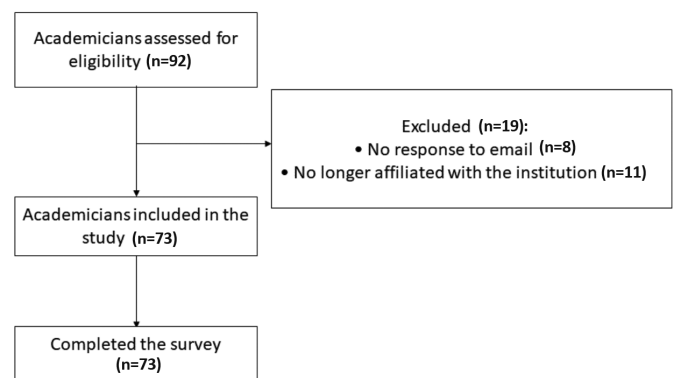 Academicians assessed for
eligibility (n=92)
Excluded (n=19):
• No response to email (n=8)
• No longer affiliated with the institution (n=11)
Academicians included in the
study (n=73)
Completed the survey
(n=73)